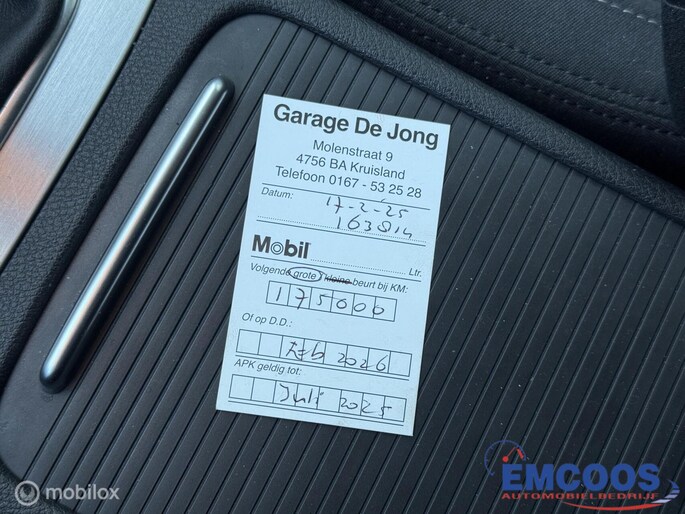 Garage De Jong
Molenstraat 9
4756 BA Kruisland
Telefoon 0167 - 53 25 28
Datum: 17-2-25
163814
Mobil Ltr.
Volgende grote / kleine beurt bij KM:
175000
Of op D.D.:
Feb 2026
APK geldig tot:
Juli 2025
EMCOOS
AUTOMOBIELBEDRIJF
mobilox